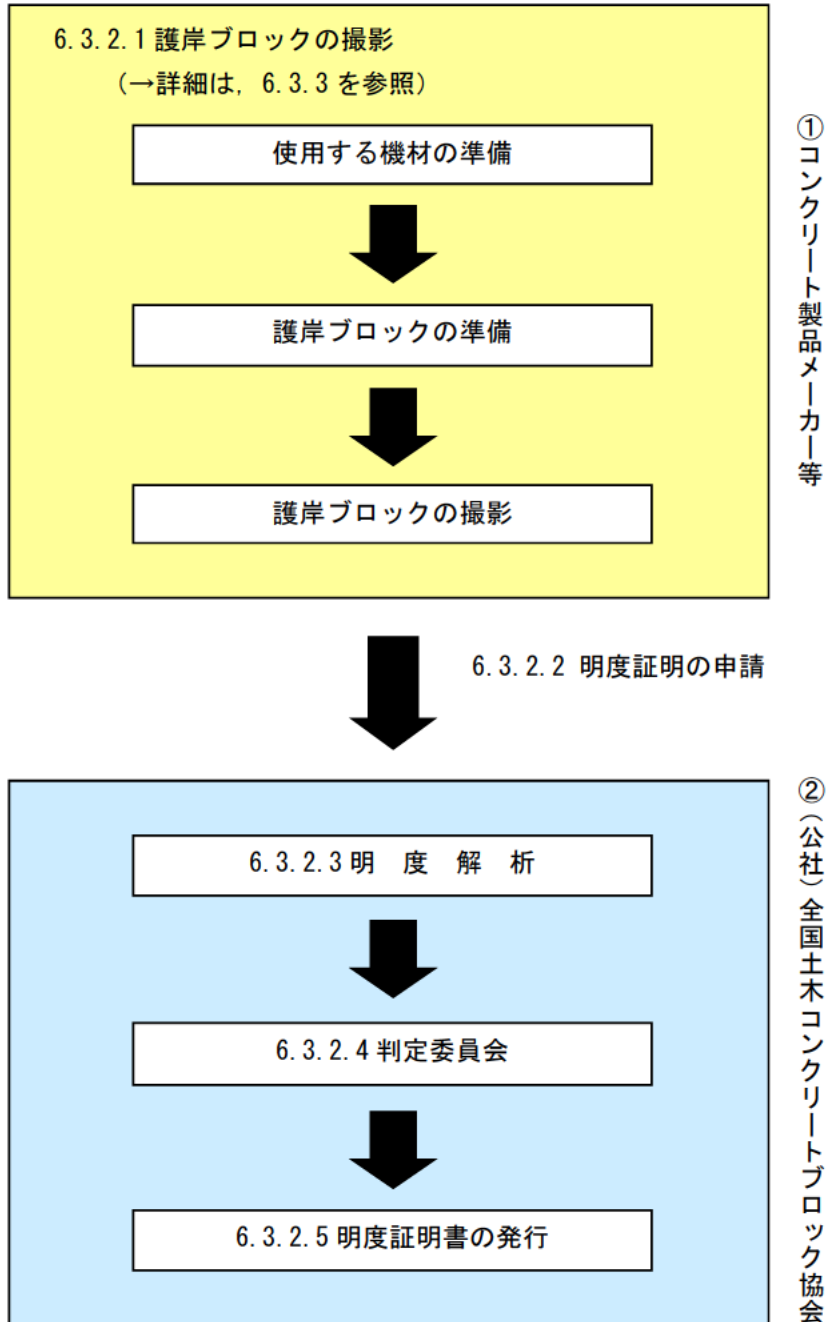 6.3.2.1護岸ブロックの撮影
(→詳細は,6.3.3を参照)
使用する機材の準備
護岸ブロックの準備
護岸ブロックの撮影
①コンクリート製品メーカー等
6.3.2.2 明度証明の申請
6.3.2.3明 度 解 析
6.3.2.4判定委員会
6.3.2.5明度証明書の発行
②(公社)全国土木コンクリートブロック協会